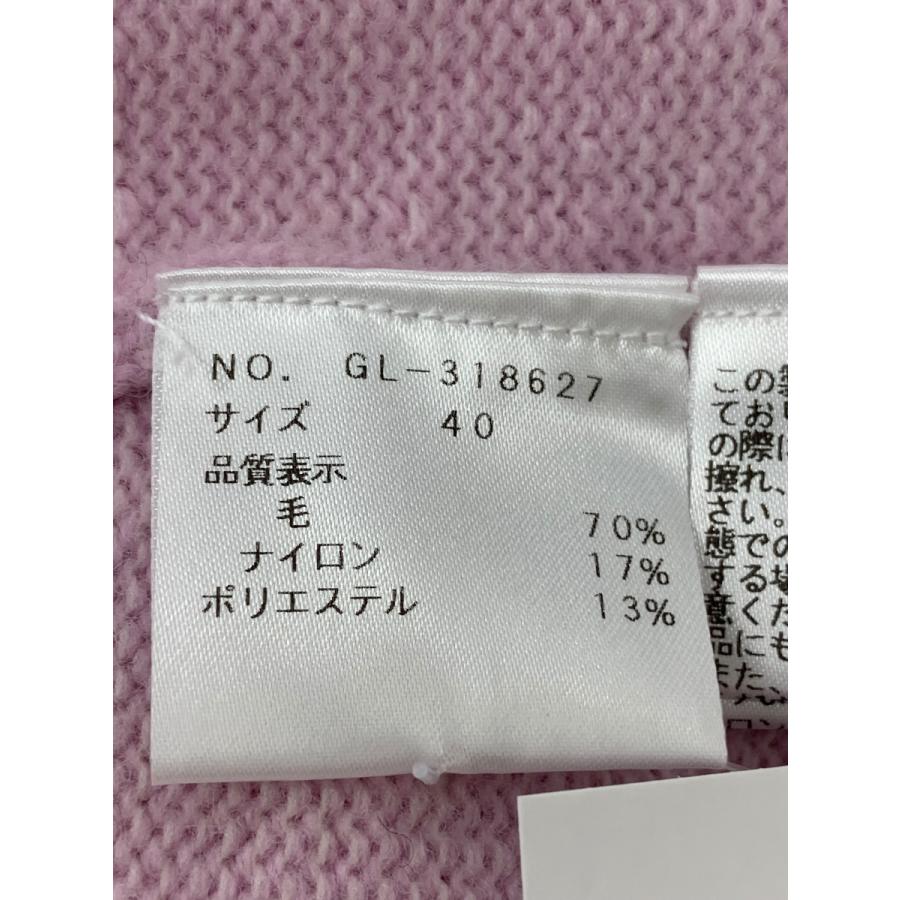 NO. GL-318627
サイズ 40
品質表示
毛 70%
ナイロン 17%
ポリエステル 13%
この
てお
の際に
擦れ、
さい。
態での
する場
意くだ
品にも
また、
ロン